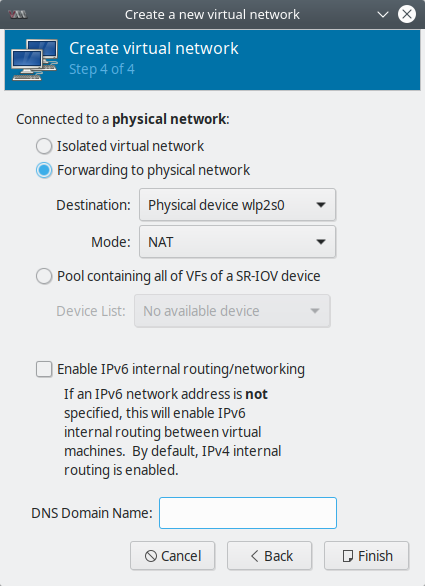 Create a new virtual network
Create virtual network
Step 4 of 4
Connected to a physical network:
Isolated virtual network
Forwarding to physical network
Destination: Physical device wlp2s0
Mode: NAT
Pool containing all of VFs of a SR-IOV device
Device List: No available device
Enable IPv6 internal routing/networking
If an IPv6 network address is not
specified, this will enable IPv6
internal routing between virtual
machines.  By default, IPv4 internal
routing is enabled.
DNS Domain Name:
Cancel Back Finish